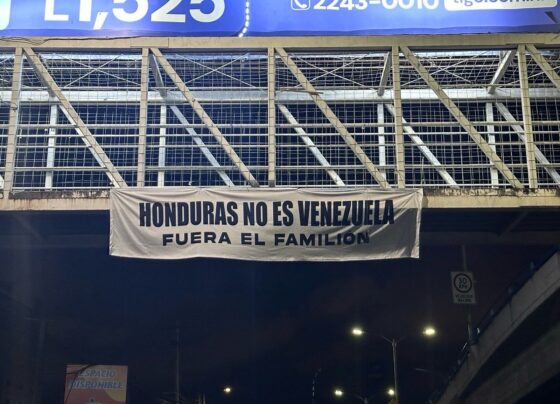 L1,525
2243-0010
HONDURAS NO ES VENEZUELA
FUERA EL FAMILION
ESPACIO
DISPONIBLE